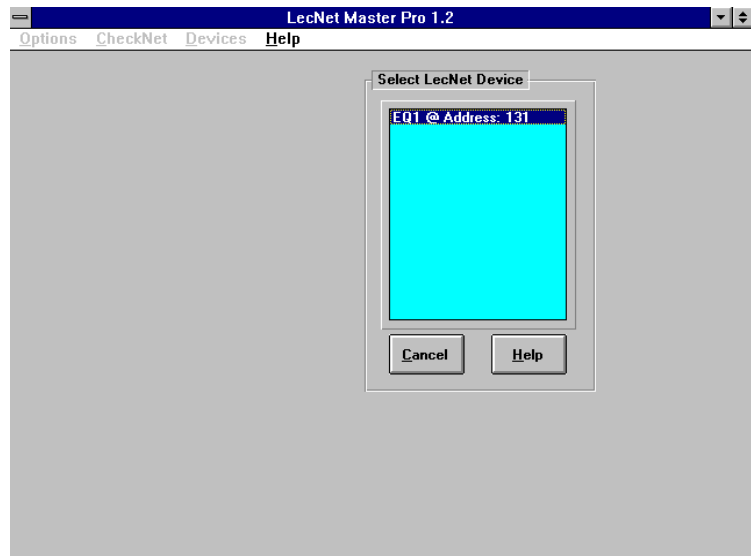 LecNet Master Pro 1.2
Options CheckNet Devices Help
Select LecNet Device
EQ1 @ Address: 131
Cancel Help